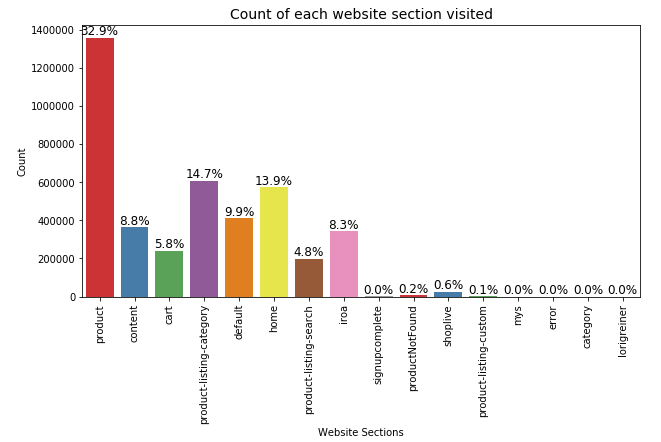 Count of each website section visited
1400000
1200000
1000000
800000
600000
400000
200000
0
Count
32.9%
8.8%
5.8%
14.7%
9.9%
13.9%
4.8%
8.3%
0.0%
0.2%
0.6%
0.1%
0.0%
0.0%
0.0%
0.0%
product
content
cart
product-listing-category
default
home
product-listing-search
iroa
signupcomplete
productNotFound
shoplive
product-listing-custom
mys
error
category
lorigreiner
Website Sections